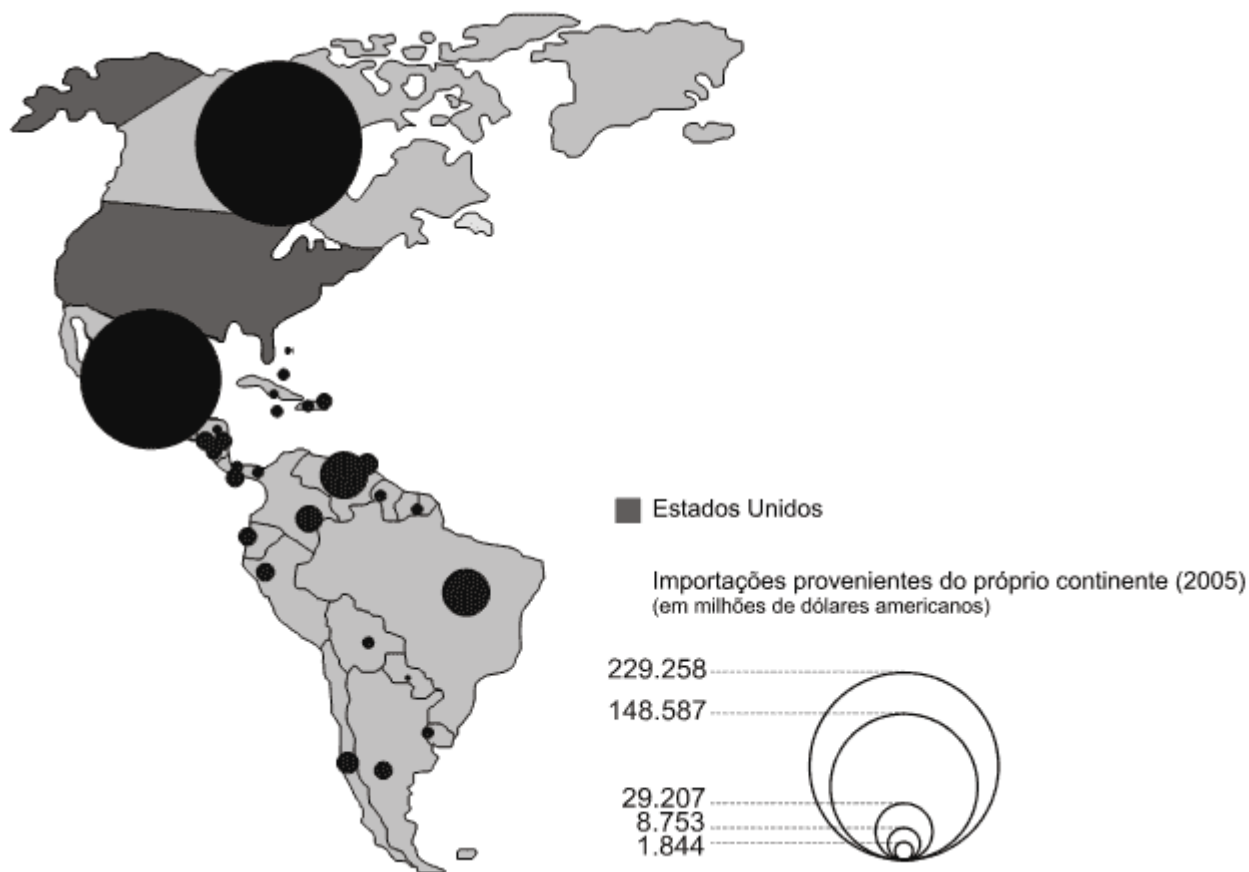 Estados Unidos
Importações provenientes do próprio continente (2005)
(em milhões de dólares americanos)
229.258
148.587
29.207
8.753
1.844